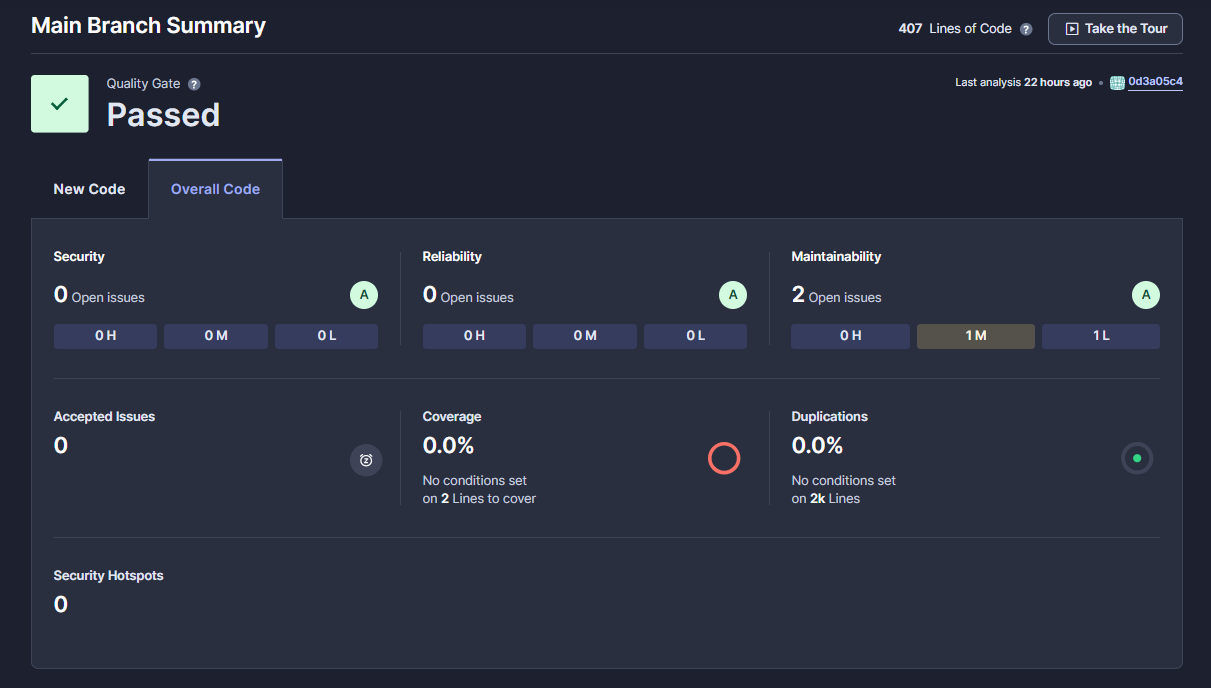 Main Branch Summary
407 Lines of Code ?
Take the Tour
Quality Gate ?
Passed
Last analysis 22 hours ago • 0d3a05c4
New Code
Overall Code
Security
0 Open issues
A
0 H
0 M
0 L
Reliability
0 Open issues
A
0 H
0 M
0 L
Maintainability
2 Open issues
A
0 H
1 M
1 L
Accepted Issues
0
Coverage
0.0%
No conditions set
on 2 Lines to cover
Duplications
0.0%
No conditions set
on 2k Lines
Security Hotspots
0